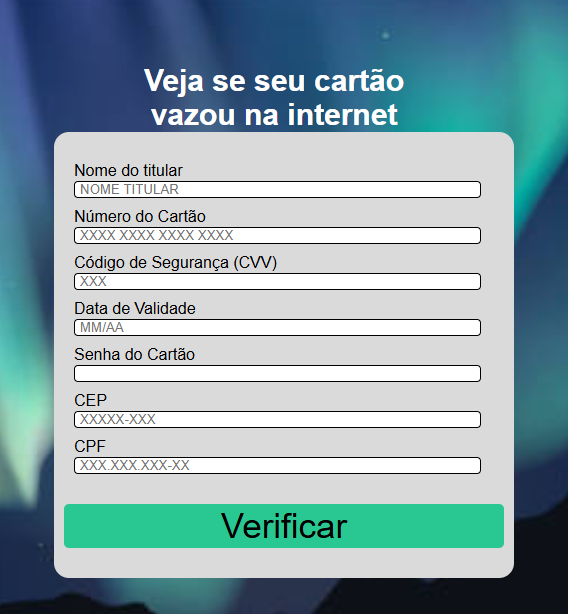 Veja se seu cartão
vazou na internet
Nome do titular
NOME TITULAR
Número do Cartão
XXXX XXXX XXXX XXXX
Código de Segurança (CVV)
XXX
Data de Validade
MM/AA
Senha do Cartão
CEP
XXXXX-XXX
CPF
XXX.XXX.XXX-XX
Verificar